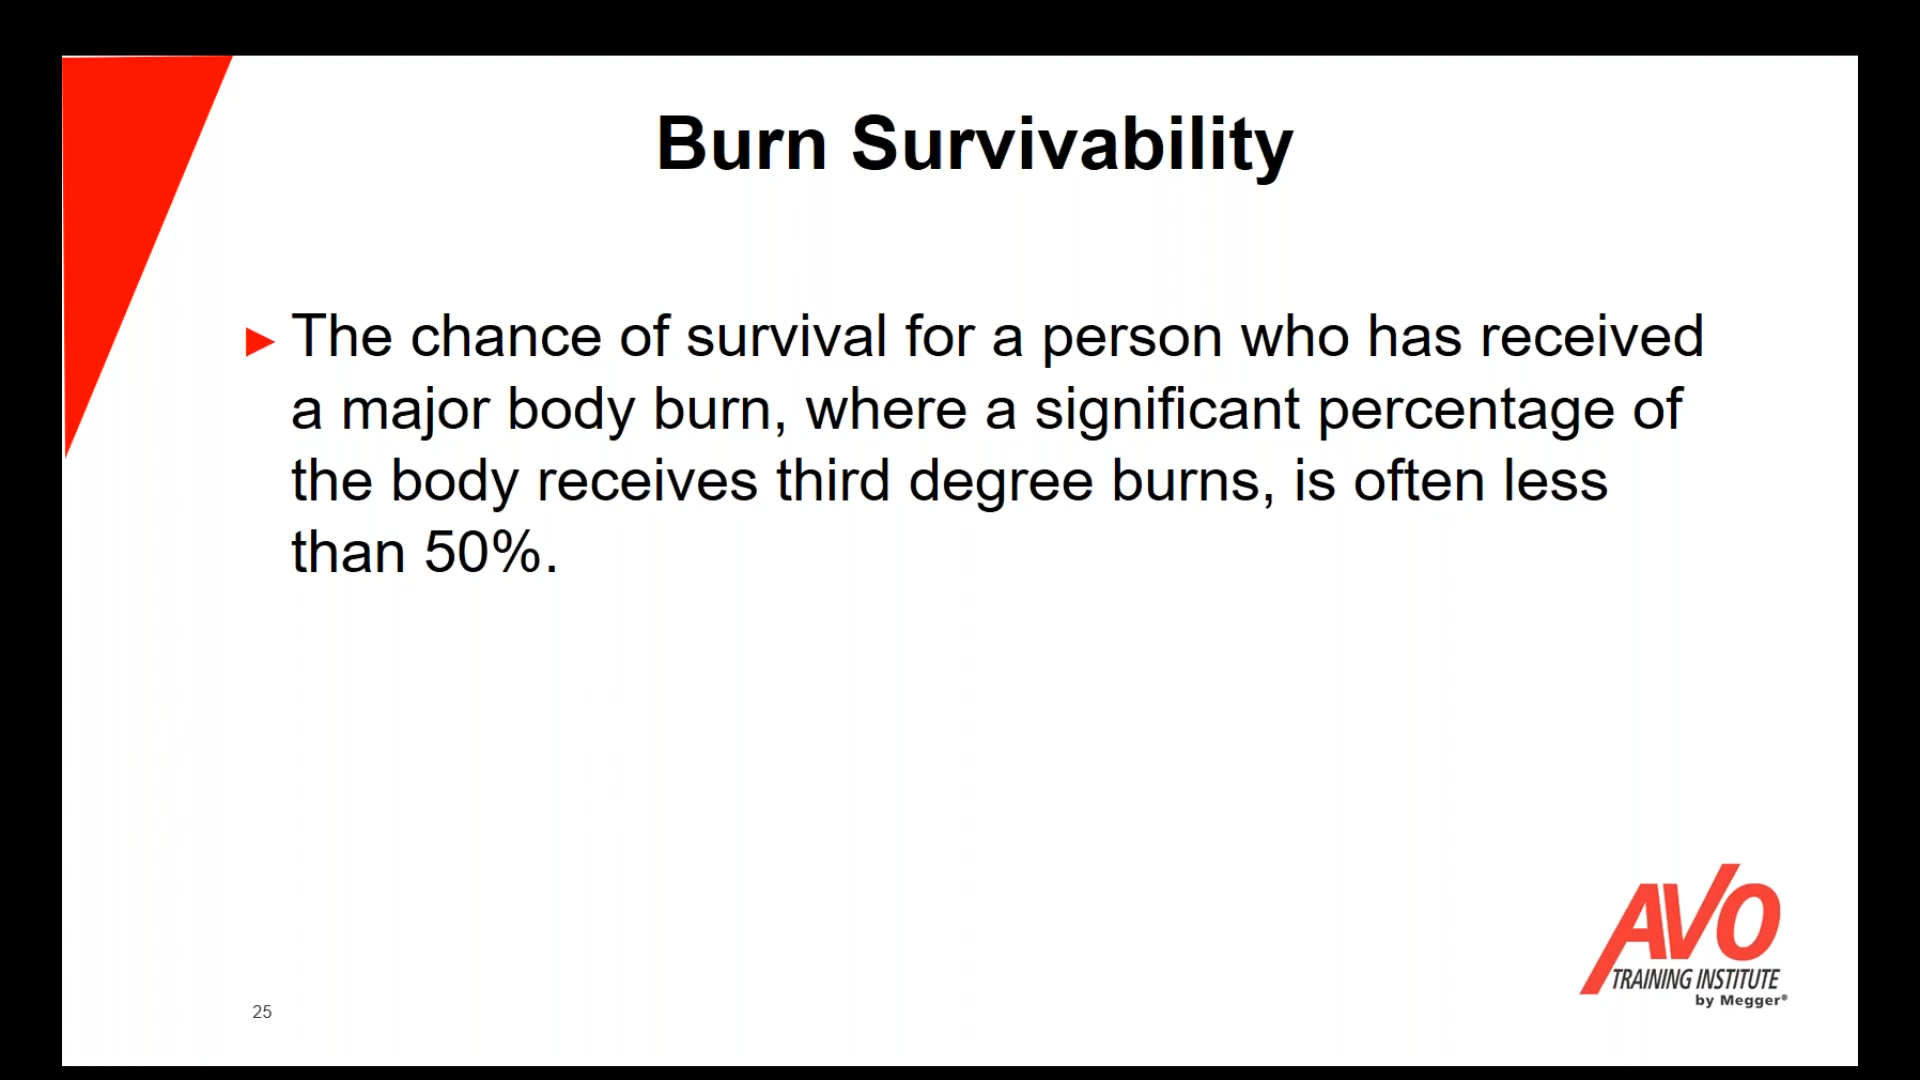 Burn Survivability
The chance of survival for a person who has received
a major body burn, where a significant percentage of
the body receives third degree burns, is often less
than 50%.
AVO
TRAINING INSTITUTE
by Megger®
25